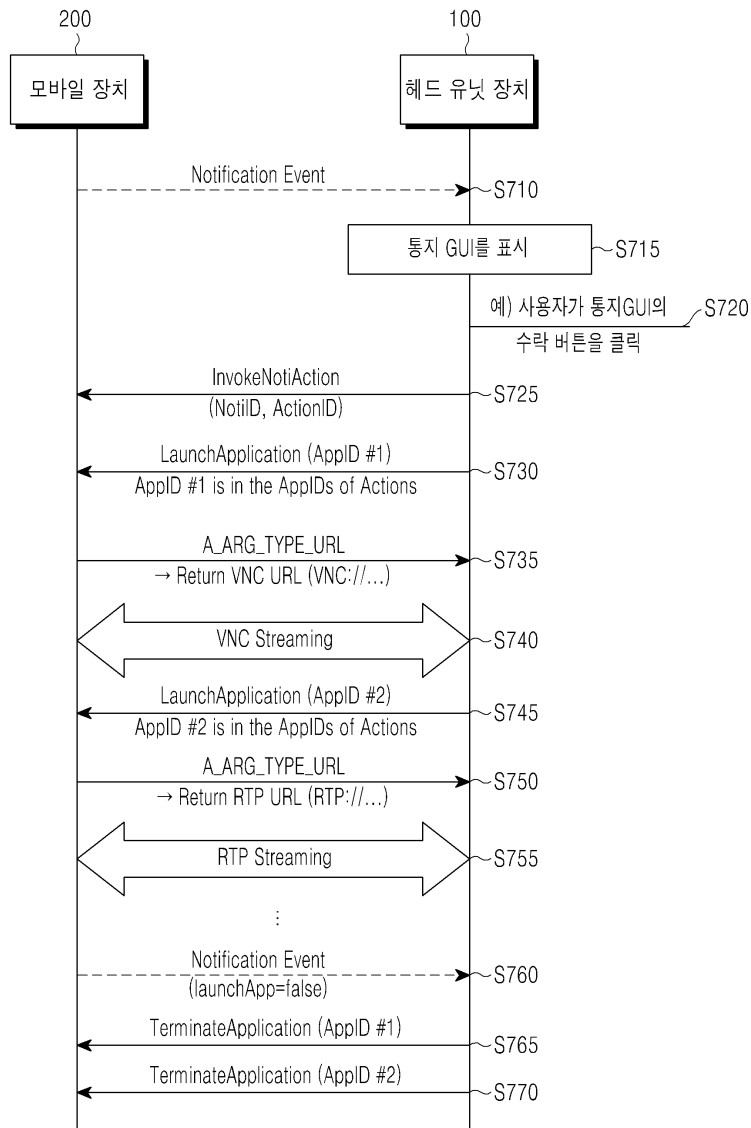 200
100
모바일 장치
헤드 유닛 장치
Notification Event
S710
통지 GUI를 표시
S715
예) 사용자가 통지GUI의
수락 버튼을 클릭
S720
InvokeNotiAction
(NotiID, ActionID)
S725
LaunchApplication (AppID #1)
AppID #1 is in the AppIDs of Actions
S730
A_ARG_TYPE_URL
→ Return VNC URL (VNC://...)
S735
VNC Streaming
S740
LaunchApplication (AppID #2)
AppID #2 is in the AppIDs of Actions
S745
A_ARG_TYPE_URL
→ Return RTP URL (RTP://...)
S750
RTP Streaming
S755
⋮
Notification Event
(launchApp=false)
S760
TerminateApplication (AppID #1)
S765
TerminateApplication (AppID #2)
S770